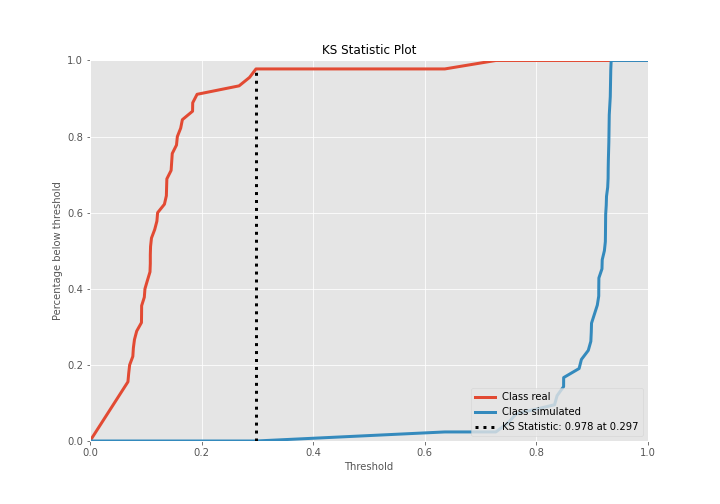 KS Statistic Plot
1.0
0.8
0.6
0.4
0.2
0.0
Percentage below threshold
0.0 0.2 0.4 0.6 0.8 1.0
Threshold
Class real
Class simulated
KS Statistic: 0.978 at 0.297